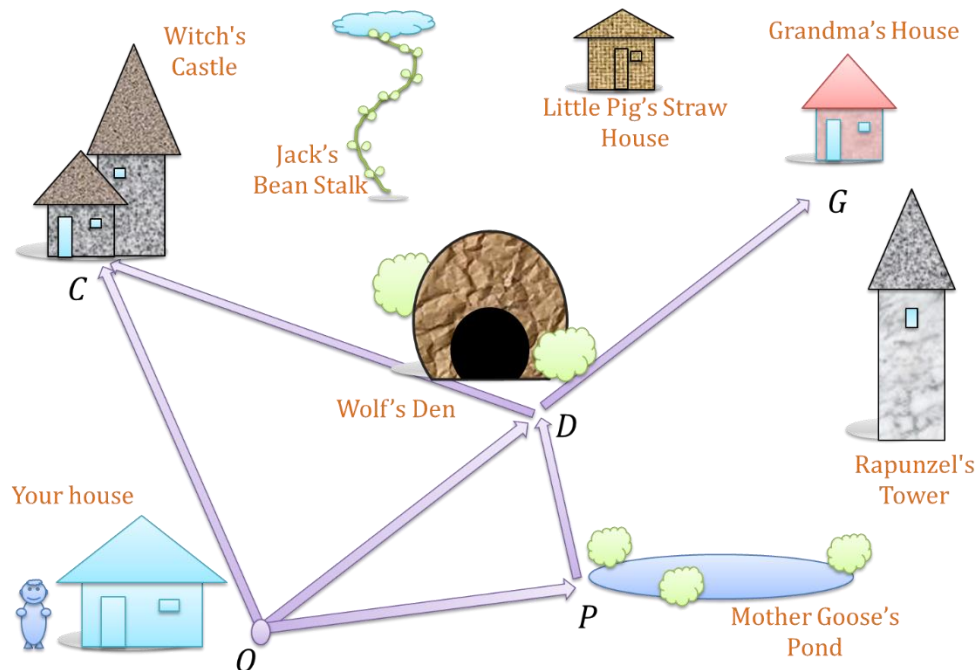 Witch's
Castle
Grandma's House
Little Pig's Straw
House
Jack's
Bean Stalk
G
C
Wolf's Den
D
Rapunzel's
Tower
Your house
P
Mother Goose's
Pond
O